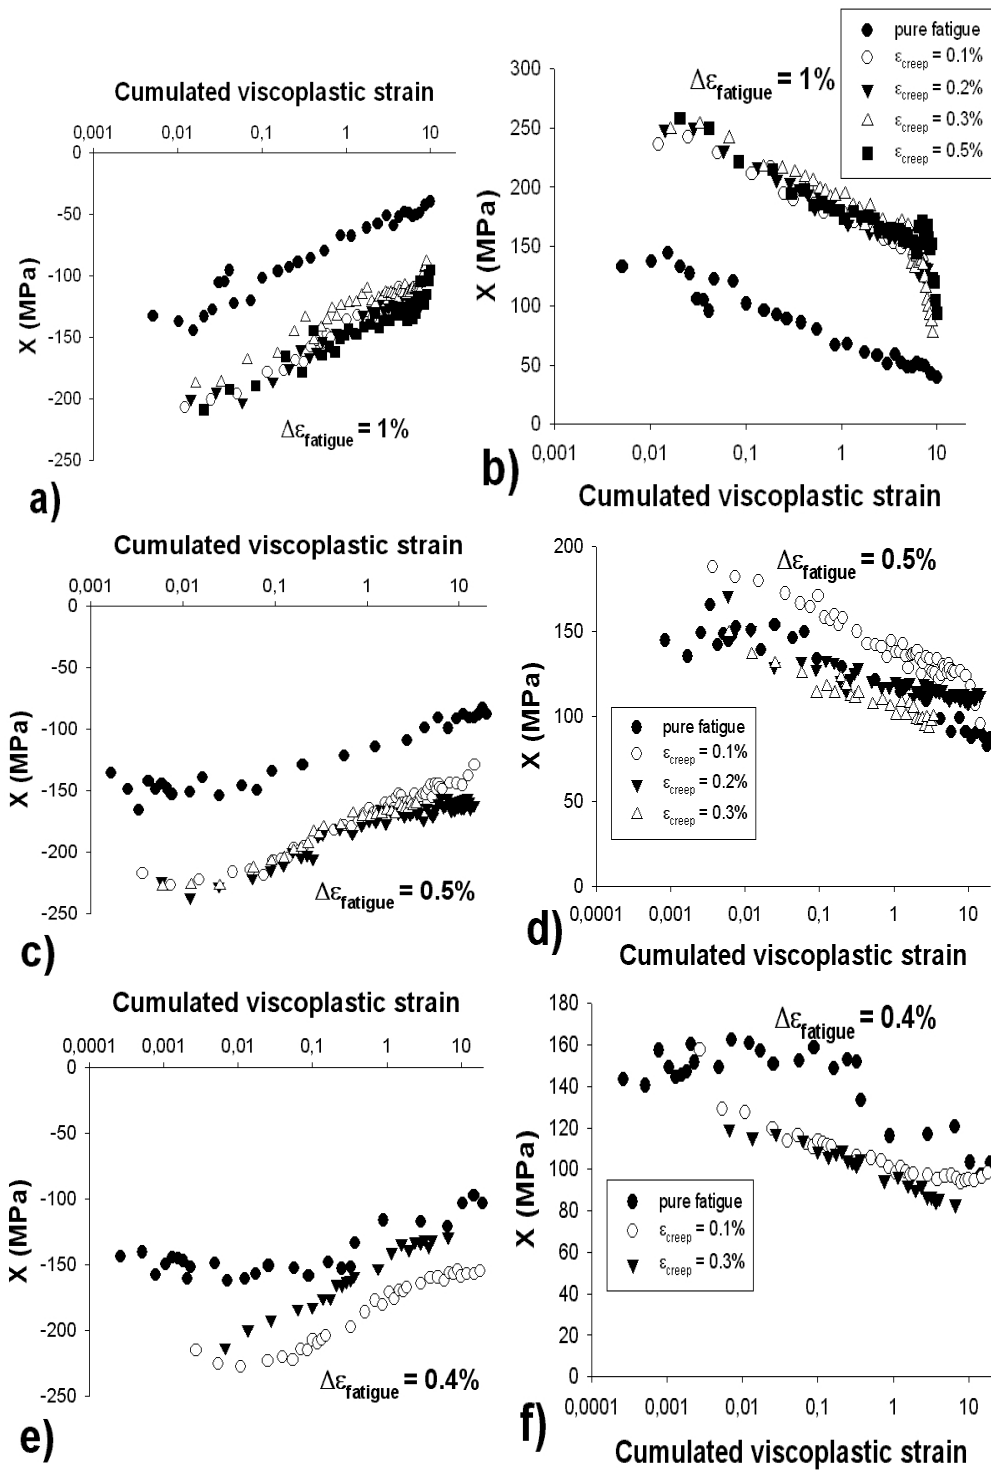 pure fatigue
εcreep = 0.1%
εcreep = 0.2%
εcreep = 0.3%
εcreep = 0.5%
Cumulated viscoplastic strain
0,001 0,01 0,1 1 10
0
-50
-100
-150
-200
-250
X (MPa)
Δεfatigue = 1%
a)
300
250
200
150
100
50
0
X (MPa)
Δεfatigue = 1%
0,001 0,01 0,1 1 10
b)
Cumulated viscoplastic strain
Cumulated viscoplastic strain
0,001 0,01 0,1 1 10
0
-50
-100
-150
-200
-250
X (MPa)
Δεfatigue = 0.5%
c)
200
150
100
50
0
X (MPa)
Δεfatigue = 0.5%
pure fatigue
εcreep = 0.1%
εcreep = 0.2%
εcreep = 0.3%
0,0001 0,001 0,01 0,1 1 10
d)
Cumulated viscoplastic strain
Cumulated viscoplastic strain
0,0001 0,001 0,01 0,1 1 10
0
-50
-100
-150
-200
-250
X (MPa)
Δεfatigue = 0.4%
e)
180
160
140
120
100
80
60
40
20
0
X (MPa)
Δεfatigue = 0.4%
pure fatigue
εcreep = 0.1%
εcreep = 0.3%
0,0001 0,001 0,01 0,1 1 10
f)
Cumulated viscoplastic strain